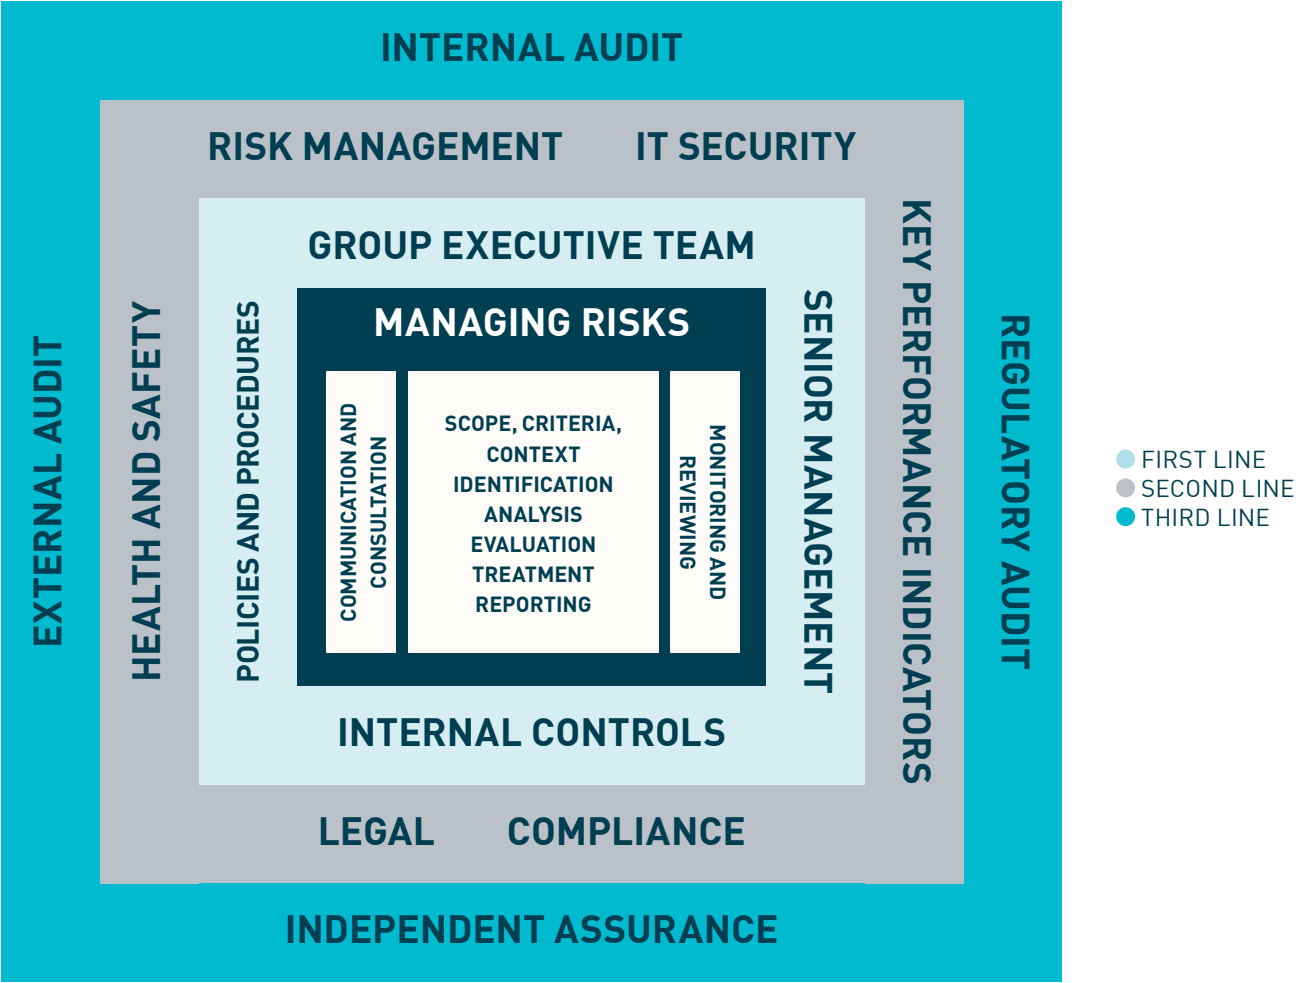 INTERNAL AUDIT
RISK MANAGEMENT
IT SECURITY
GROUP EXECUTIVE TEAM
MANAGING RISKS
EXTERNAL AUDIT
HEALTH AND SAFETY
POLICIES AND PROCEDURES
COMMUNICATION AND
CONSULTATION
SCOPE, CRITERIA,
CONTEXT
IDENTIFICATION
ANALYSIS
EVALUATION
TREATMENT
REPORTING
MONITORING AND
REVIEWING
SENIOR MANAGEMENT
KEY PERFORMANCE INDICATORS
REGULATORY AUDIT
INTERNAL CONTROLS
LEGAL
COMPLIANCE
INDEPENDENT ASSURANCE
FIRST LINE
SECOND LINE
THIRD LINE